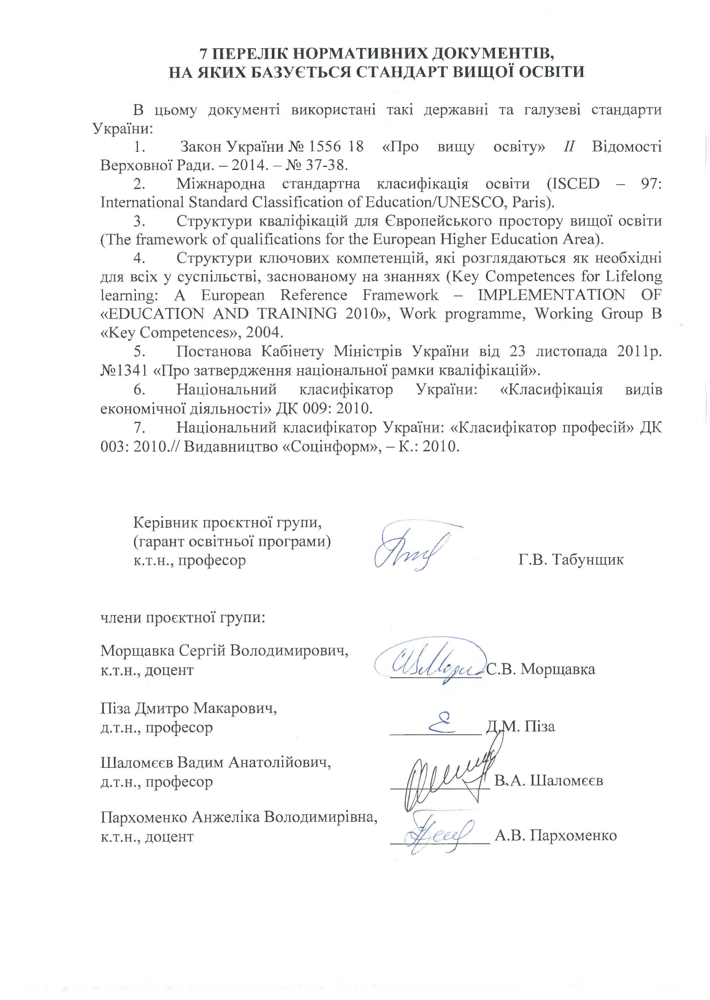 7 ПЕРЕЛІК НОРМАТИВНИХ ДОКУМЕНТІВ,
НА ЯКИХ БАЗУЄТЬСЯ СТАНДАРТ ВИЩОЇ ОСВІТИ
В цьому документі використані такі державні та галузеві стандарти
України:
1. Закон України № 1556 18 «Про вищу освіту» II Відомості
Верховної Ради. – 2014. – № 37-38.
2. Міжнародна стандартна класифікація освіти (ISCED – 97:
International Standard Classification of Education/UNESCO, Paris).
3. Структури кваліфікацій для Європейського простору вищої освіти
(The framework of qualifications for the European Higher Education Area).
4. Структури ключових компетенцій, які розглядаються як необхідні
для всіх у суспільстві, заснованому на знаннях (Key Competences for Lifelong
learning: A European Reference Framework – IMPLEMENTATION OF
«EDUCATION AND TRAINING 2010», Work programme, Working Group B
«Key Competences», 2004.
5. Постанова Кабінету Міністрів України від 23 листопада 2011р.
№1341 «Про затвердження національної рамки кваліфікацій».
6. Національний класифікатор України: «Класифікація видів
економічної діяльності» ДК 009: 2010.
7. Національний класифікатор України: «Класифікатор професій» ДК
003: 2010.// Видавництво «Соцінформ», – К.: 2010.
Керівник проєктної групи,
(гарант освітньої програми)
к.т.н., професор Г.В. Табунщик
члени проєктної групи:
Морщавка Сергій Володимирович,
к.т.н., доцент С.В. Морщавка
Піза Дмитро Макарович,
д.т.н., професор Д.М. Піза
Шаломєєв Вадим Анатолійович,
д.т.н., професор В.А. Шаломєєв
Пархоменко Анжеліка Володимирівна,
к.т.н., доцент А.В. Пархоменко